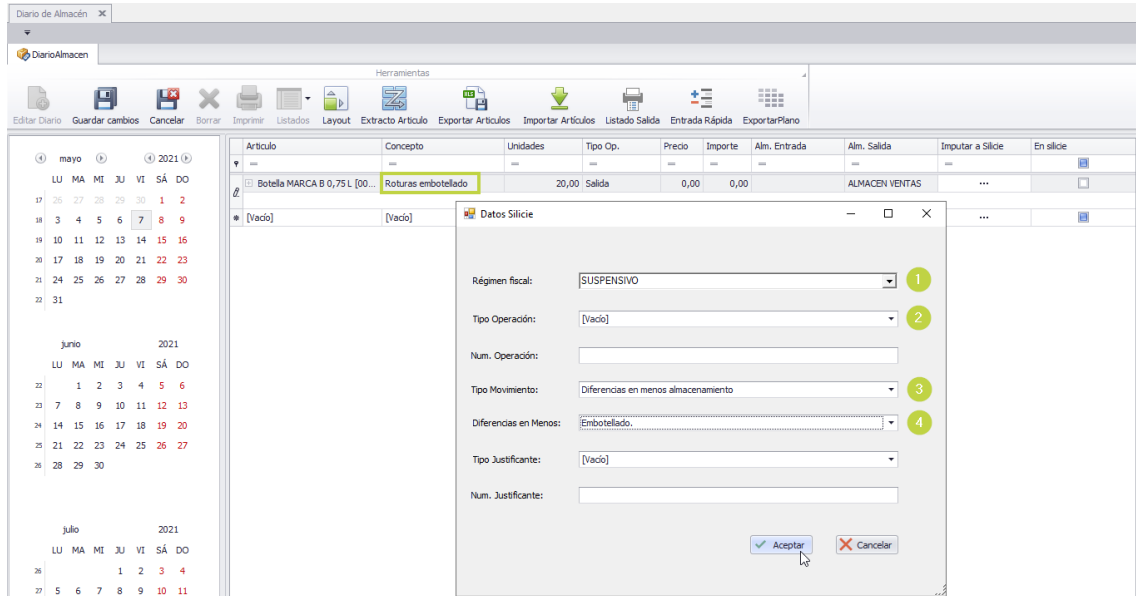 Diario de Almacén
DiarioAlmacen
Herramientas
Editar Diario Guardar cambios Cancelar Borrar Imprimir Listados Layout Extracto Articulo Exportar Articulos Importar Artículos Listado Salida Entrada Rápida ExportarPlano
mayo 2021
LU MA MI JU VI SÁ DO
17 26 27 28 29 30 1 2
18 3 4 5 6 7 8 9
19 10 11 12 13 14 15 16
20 17 18 19 20 21 22 23
21 24 25 26 27 28 29 30
22 31
junio 2021
LU MA MI JU VI SÁ DO
22 1 2 3 4 5 6
23 7 8 9 10 11 12 13
24 14 15 16 17 18 19 20
25 21 22 23 24 25 26 27
26 28 29 30
julio 2021
LU MA MI JU VI SÁ DO
26 1 2 3 4
27 5 6 7 8 9 10 11
Articulo Concepto Unidades Tipo Op. Precio Importe Alm. Entrada Alm. Salida Imputar a Silicie En silicie
Botella MARCA B 0,75 L [00... Roturas embotellado 20,00 Salida 0,00 0,00 ALMACEN VENTAS ...
[Vacío] [Vacío] ...
Datos Silicie
Régimen fiscal: SUSPENSIVO 1
Tipo Operación: [Vacío] 2
Num. Operación:
Tipo Movimiento: Diferencias en menos almacenamiento 3
Diferencias en Menos: Embotellado. 4
Tipo Justificante: [Vacío]
Num. Justificante:
Aceptar Cancelar